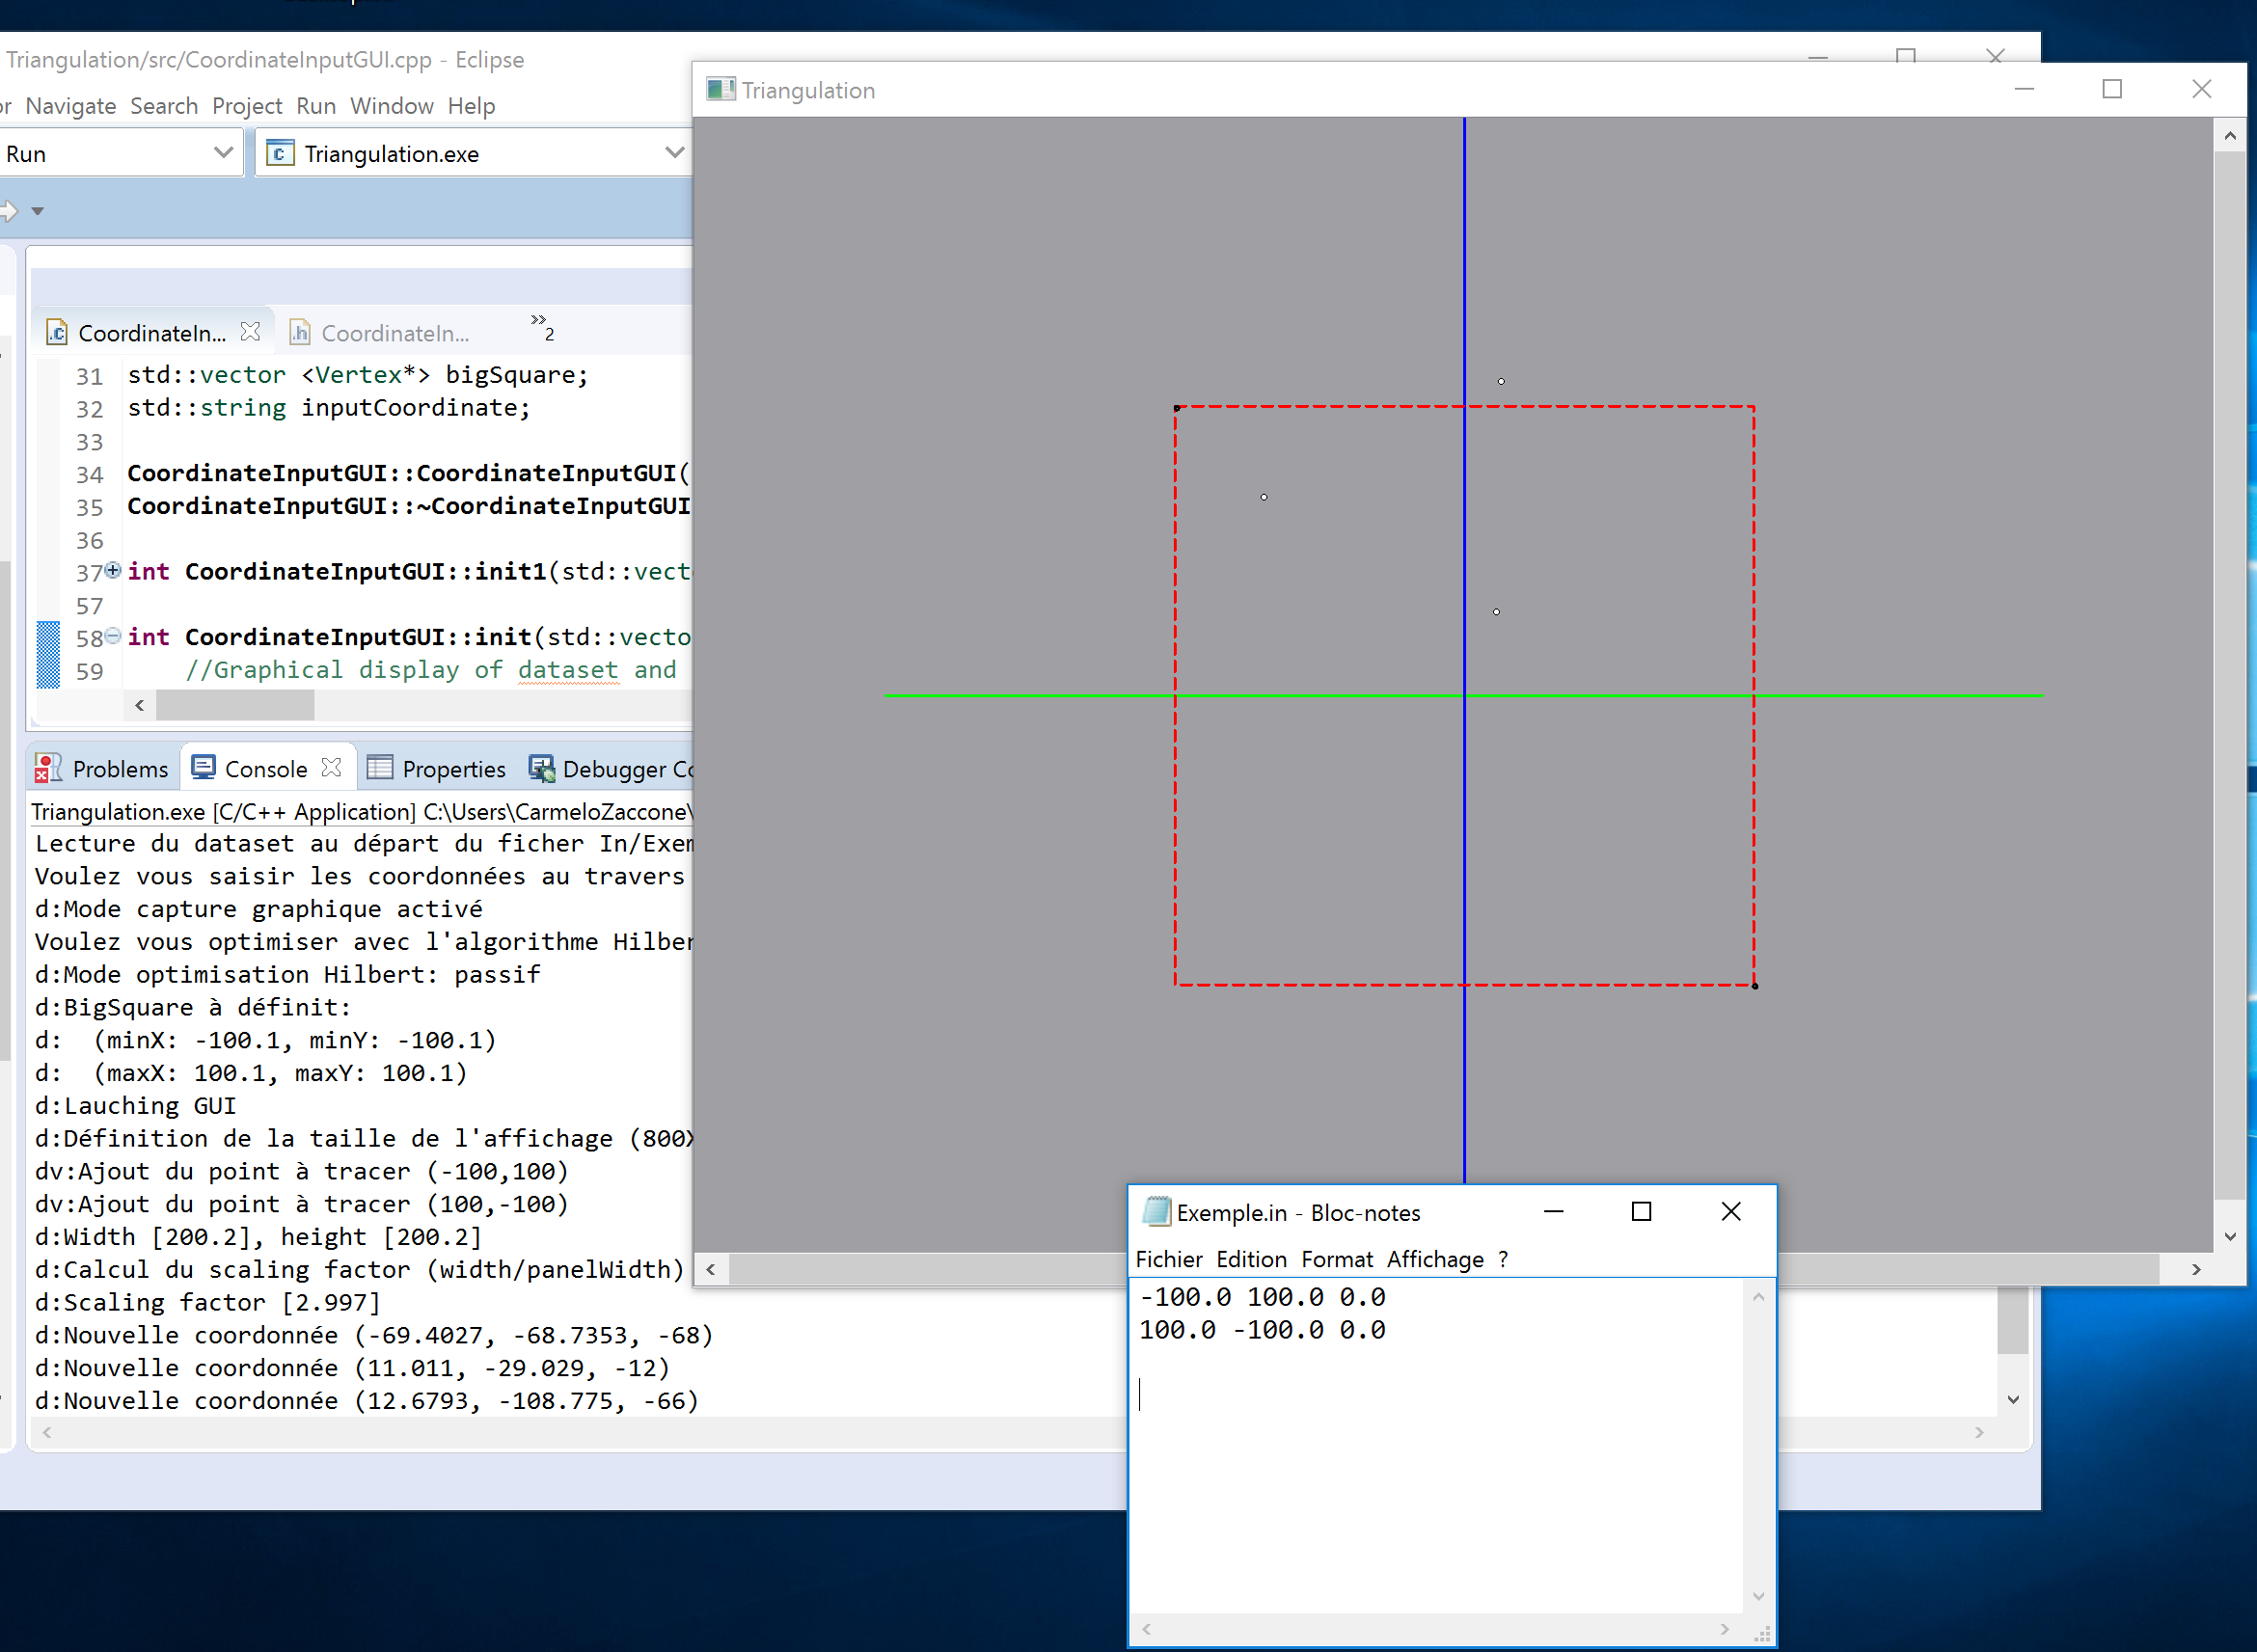 Triangulation/src/CoordinateInputGUI.cpp - Eclipse
Navigate Search Project Run Window Help
Run
Triangulation.exe
CoordinateIn...
CoordinateIn...
»2
31 std::vector <Vertex*> bigSquare;
32 std::string inputCoordinate;
33
34 CoordinateInputGUI::CoordinateInputGUI(
35 CoordinateInputGUI::~CoordinateInputGUI
36
37 int CoordinateInputGUI::init1(std::vect
57
58 int CoordinateInputGUI::init(std::vecto
59 //Graphical display of dataset and
Problems
Console
Properties
Debugger Co
Triangulation.exe [C/C++ Application] C:\Users\CarmeloZaccone\
Lecture du dataset au départ du ficher In/Exem
Voulez vous saisir les coordonnées au travers
d:Mode capture graphique activé
Voulez vous optimiser avec l'algorithme Hilber
d:Mode optimisation Hilbert: passif
d:BigSquare à définit:
d:  (minX: -100.1, minY: -100.1)
d:  (maxX: 100.1, maxY: 100.1)
d:Lauching GUI
d:Définition de la taille de l'affichage (800X
dv:Ajout du point à tracer (-100,100)
dv:Ajout du point à tracer (100,-100)
d:Width [200.2], height [200.2]
d:Calcul du scaling factor (width/panelWidth)
d:Scaling factor [2.997]
d:Nouvelle coordonnée (-69.4027, -68.7353, -68)
d:Nouvelle coordonnée (11.011, -29.029, -12)
d:Nouvelle coordonnée (12.6793, -108.775, -66)
Triangulation
Exemple.in - Bloc-notes
Fichier Edition Format Affichage ?
-100.0 100.0 0.0
100.0 -100.0 0.0